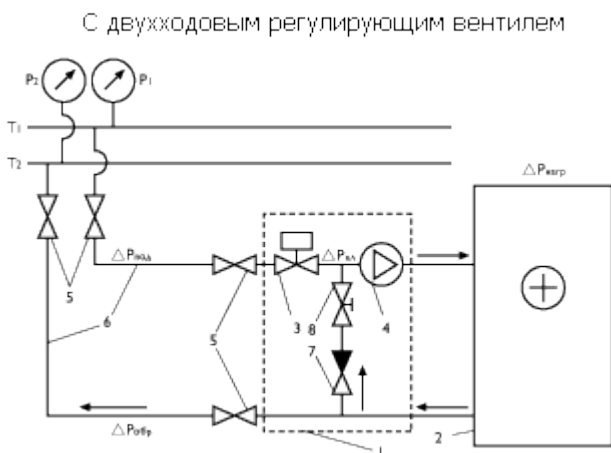 С двухходовым регулирующим вентилем
P2 P1
T1
T2
△Pнагр
△Pпод △Pкл
5 3 8 4
6 5 7
△Pобр 1 2